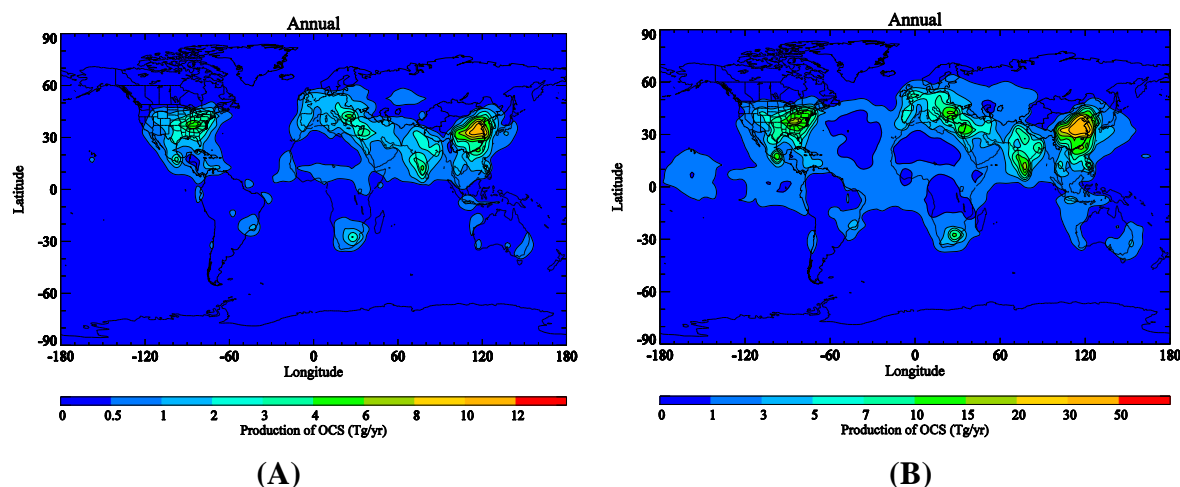 Annual
90
60
30
0
-30
-60
-90
Latitude
-180 -120 -60 0 60 120 180
Longitude
0 0.5 1 2 3 4 6 8 10 12
Production of OCS (Tg/yr)
(A)
Annual
90
60
30
0
-30
-60
-90
Latitude
-180 -120 -60 0 60 120 180
Longitude
0 1 3 5 7 10 15 20 30 50
Production of OCS (Tg/yr)
(B)